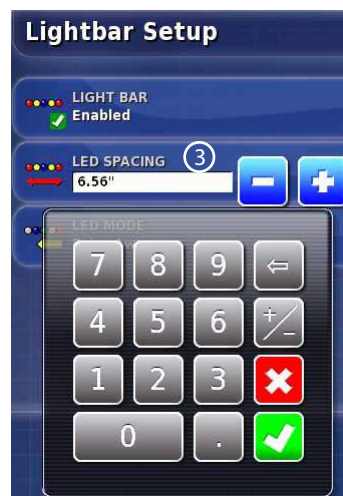 Lightbar Setup
LIGHT BAR
Enabled
LED SPACING
3
6.56"
LED MODE
7 8 9 ⇦
4 5 6 +/−
1 2 3
0 .